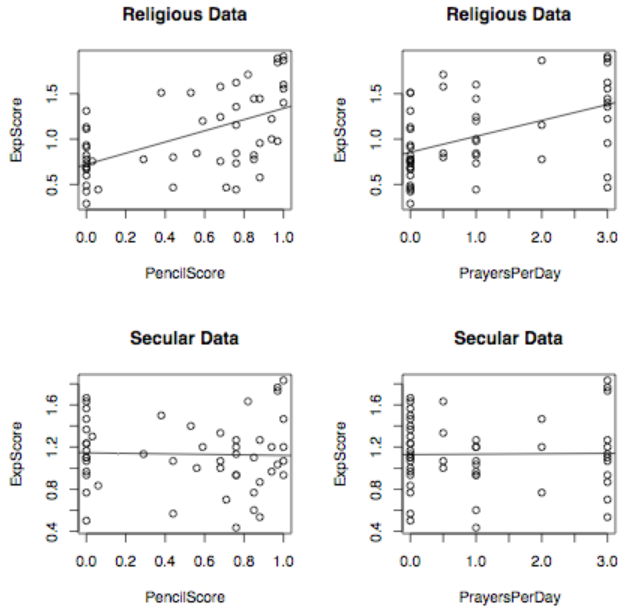 Religious Data
ExpScore
0.5 1.0 1.5
0.0 0.2 0.4 0.6 0.8 1.0
PencilScore
Religious Data
ExpScore
0.5 1.0 1.5
0.0 1.0 2.0 3.0
PrayersPerDay
Secular Data
ExpScore
0.4 0.8 1.2 1.6
0.0 0.2 0.4 0.6 0.8 1.0
PencilScore
Secular Data
ExpScore
0.4 0.8 1.2 1.6
0.0 1.0 2.0 3.0
PrayersPerDay